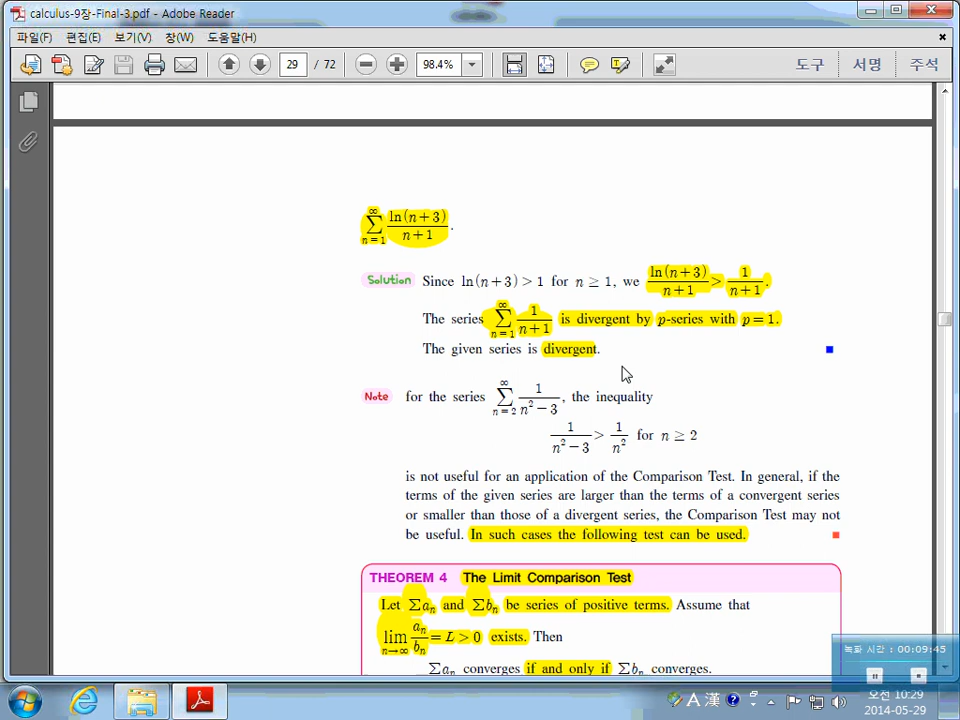 calculus-9장-Final-3.pdf - Adobe Reader
파일(F) 편집(E) 보기(V) 창(W) 도움말(H)
29 / 72 98.4% 도구 서명 주석
∞∑n=1 ln(n+3)/(n+1).
Solution Since ln(n+3) > 1 for n ≥ 1, we ln(n+3)/(n+1) > 1/(n+1).
The series ∞∑n=1 1/(n+1) is divergent by p-series with p=1.
The given series is divergent.
Note for the series ∞∑n=2 1/(n²−3), the inequality
1/(n²−3) > 1/n² for n ≥ 2
is not useful for an application of the Comparison Test. In general, if the
terms of the given series are larger than the terms of a convergent series
or smaller than those of a divergent series, the Comparison Test may not
be useful. In such cases the following test can be used.
THEOREM 4 The Limit Comparison Test
Let ∑aₙ and ∑bₙ be series of positive terms. Assume that
lim n→∞ aₙ/bₙ = L > 0 exists. Then
∑aₙ converges if and only if ∑bₙ converges.
녹화 시간 : 00:09:45
A 漢
오전 10:29
2014-05-29